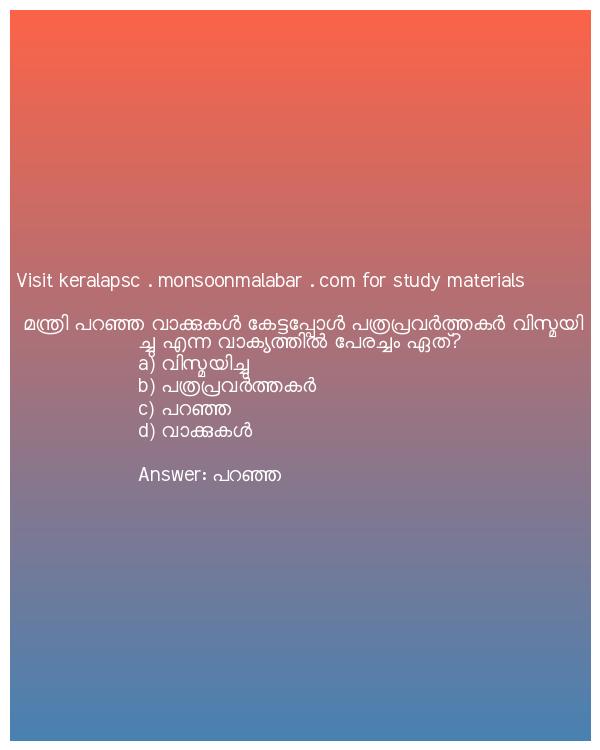 Visit keralapsc . monsoonmalabar . com for study materials
മന്ത്രി പറഞ്ഞ വാക്കുകൾ കേട്ടപ്പോൾ പത്രപ്രവർത്തകർ വിസ്മയി
ച്ചു എന്ന വാക്യത്തിൽ പേരച്ചം ഏത്?
a) വിസ്മയിച്ചു
b) പത്രപ്രവർത്തകർ
c) പറഞ്ഞ
d) വാക്കുകൾ
Answer: പറഞ്ഞ